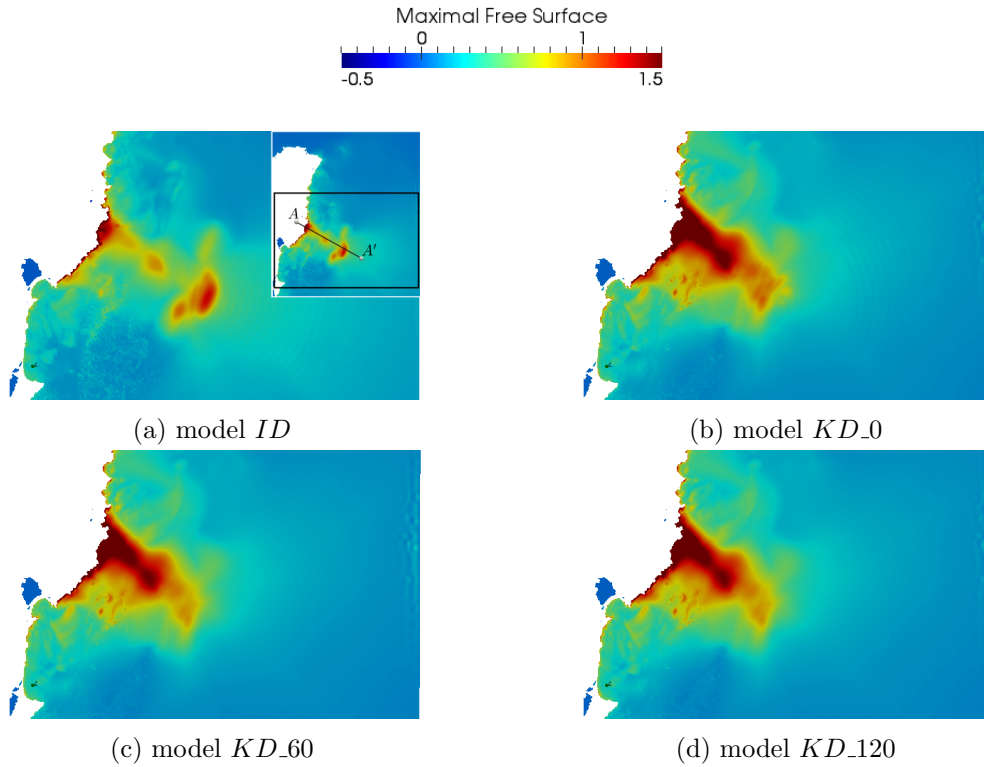 Maximal Free Surface
0 1
-0.5 1.5
A
A'
(a) model ID
(b) model KD_0
(c) model KD_60
(d) model KD_120